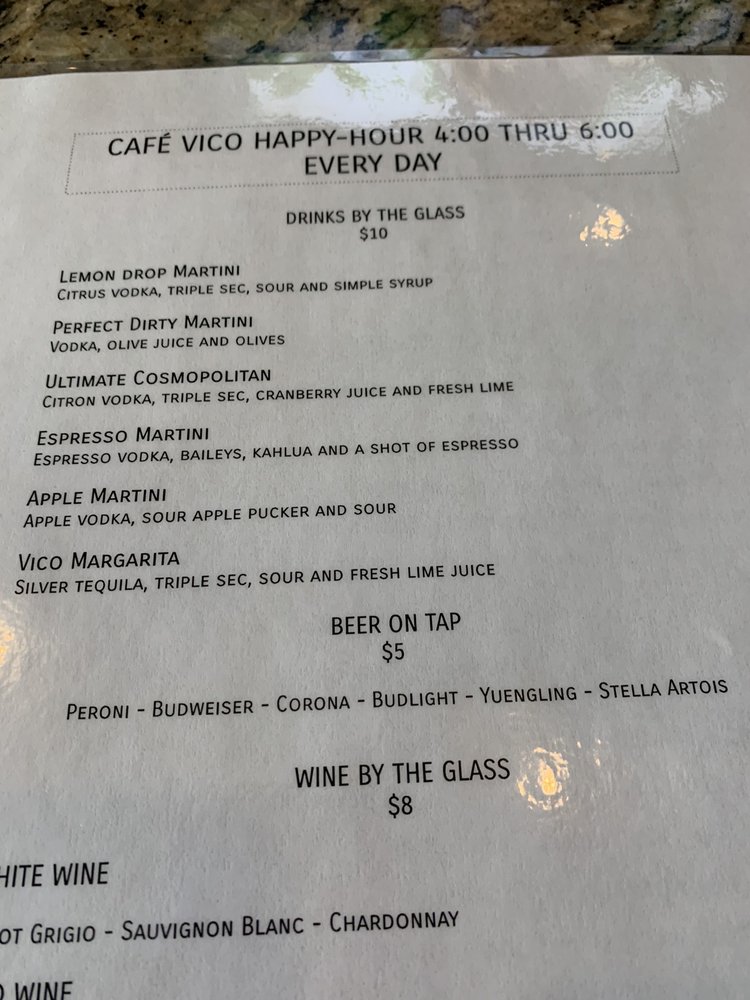 CAFÉ VICO HAPPY-HOUR 4:00 THRU 6:00
EVERY DAY
DRINKS BY THE GLASS
$10
LEMON DROP MARTINI
CITRUS VODKA, TRIPLE SEC, SOUR AND SIMPLE SYRUP
PERFECT DIRTY MARTINI
VODKA, OLIVE JUICE AND OLIVES
ULTIMATE COSMOPOLITAN
CITRON VODKA, TRIPLE SEC, CRANBERRY JUICE AND FRESH LIME
ESPRESSO MARTINI
ESPRESSO VODKA, BAILEYS, KAHLUA AND A SHOT OF ESPRESSO
APPLE MARTINI
APPLE VODKA, SOUR APPLE PUCKER AND SOUR
VICO MARGARITA
SILVER TEQUILA, TRIPLE SEC, SOUR AND FRESH LIME JUICE
BEER ON TAP
$5
PERONI - BUDWEISER - CORONA - BUDLIGHT - YUENGLING - STELLA ARTOIS
WINE BY THE GLASS
$8
HITE WINE
OT GRIGIO - SAUVIGNON BLANC - CHARDONNAY
WINE